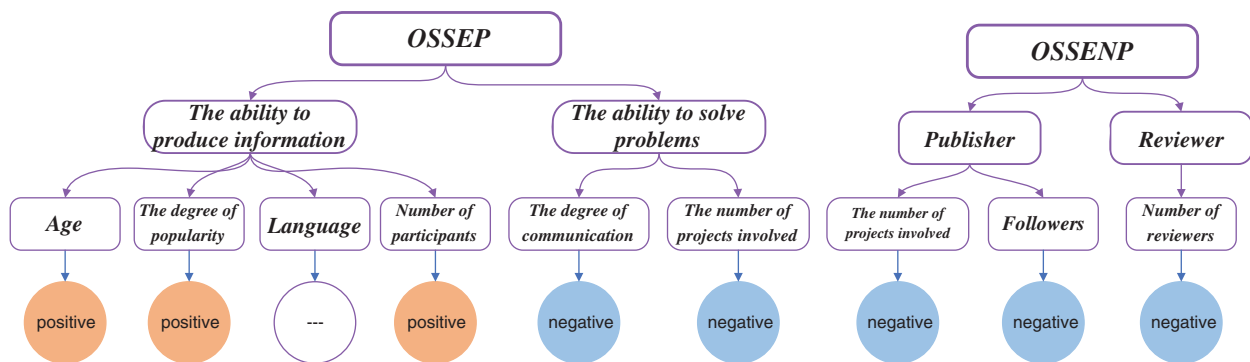 OSSEP
OSSENP
The ability to
produce information
The ability to solve
problems
Publisher
Reviewer
Age
The degree of
popularity
Language
Number of
participants
The degree of
communication
The number of
projects involved
The number of
projects involved
Followers
Number of
reviewers
positive
positive
---
positive
negative
negative
negative
negative
negative